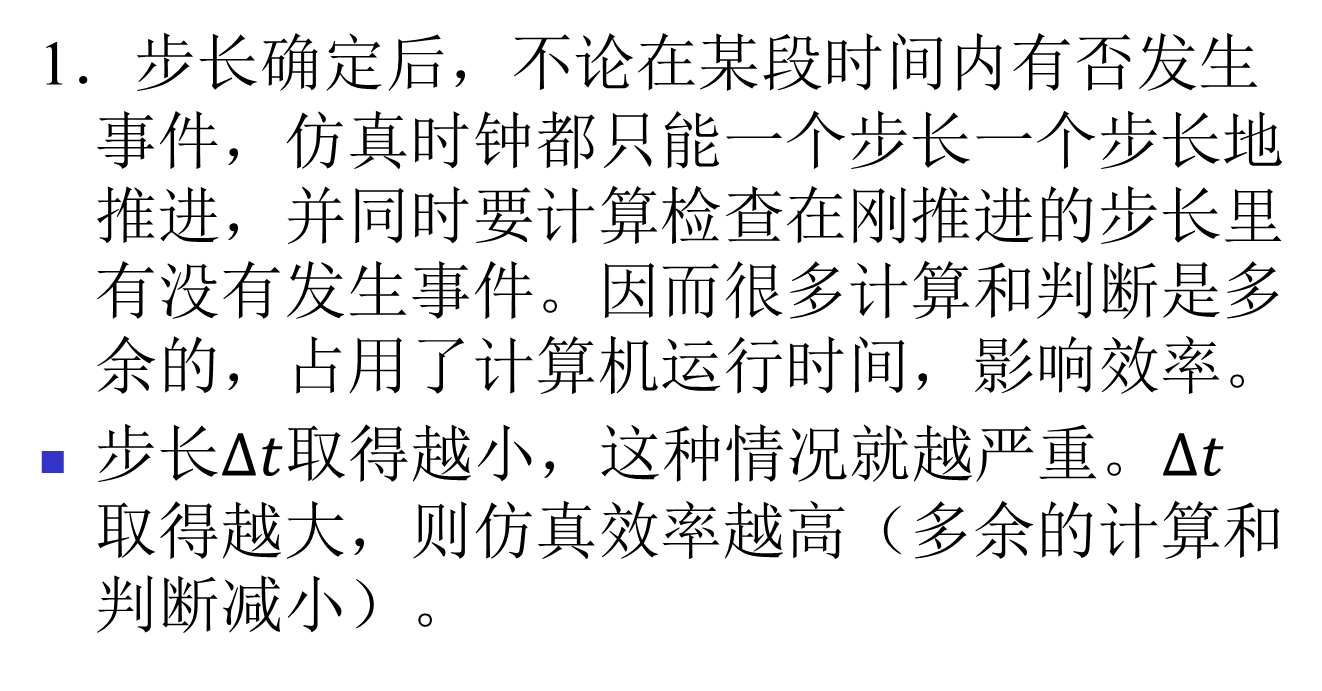 1．步长确定后，不论在某段时间内有否发生
事件，仿真时钟都只能一个步长一个步长地
推进，并同时要计算检查在刚推进的步长里
有没有发生事件。因而很多计算和判断是多
余的，占用了计算机运行时间，影响效率。
■ 步长Δt取得越小，这种情况就越严重。Δt
取得越大，则仿真效率越高（多余的计算和
判断减小）。